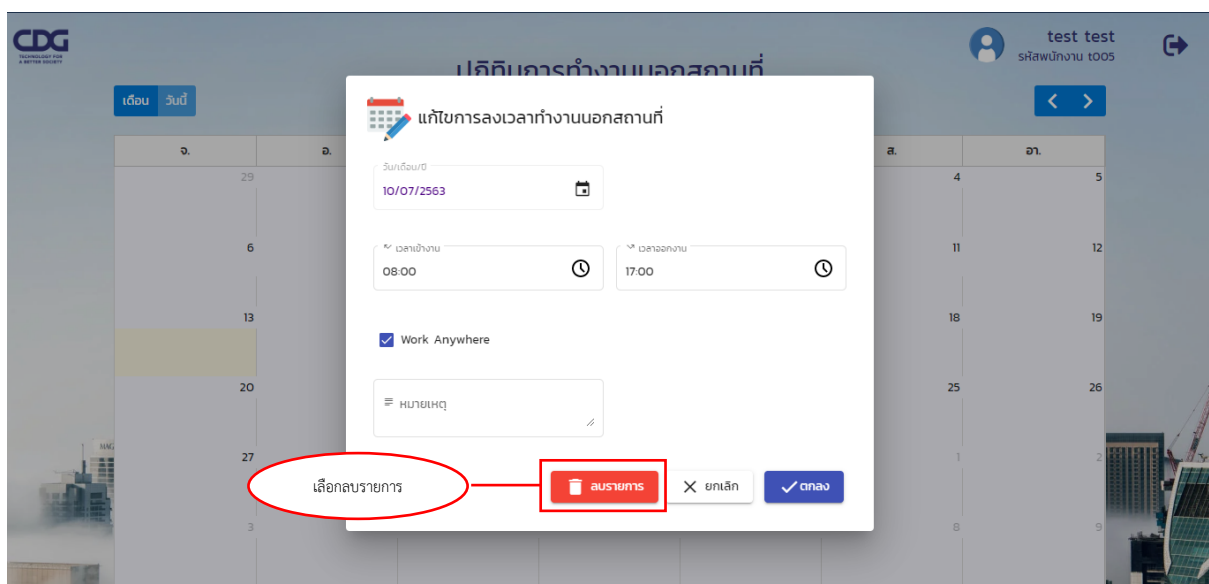 CDG
TECHNOLOGY FOR
A BETTER SOCIETY
test test
รหัสพนักงาน t005
ปฏิทินการทำงานนอกสถานที่
เดือน วันนี้
จ. อ. ส. อา.
แก้ไขการลงเวลาทำงานนอกสถานที่
วัน/เดือน/ปี
10/07/2563
29 4 5
เวลาเข้างาน เวลาออกงาน
08:00 17:00
6 11 12
13 18 19
Work Anywhere
20 25 26
หมายเหตุ
27 1 2
เลือกลบรายการ
ลบรายการ ยกเลิก ตกลง
3 8 9